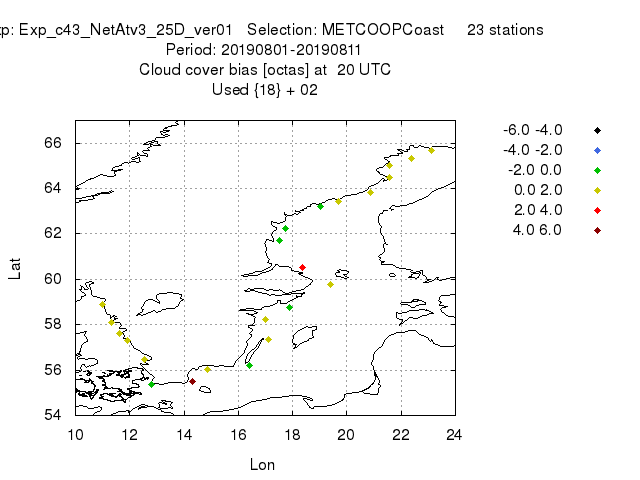 p: Exp_c43_NetAtv3_25D_ver01 Selection: METCOOPCoast 23 stations
Period: 20190801-20190811
Cloud cover bias [octas] at 20 UTC
Used {18} + 02
-6.0 -4.0
-4.0 -2.0
-2.0 0.0
0.0 2.0
2.0 4.0
4.0 6.0
66
64
62
60
58
56
54
Lat
10 12 14 16 18 20 22 24
Lon